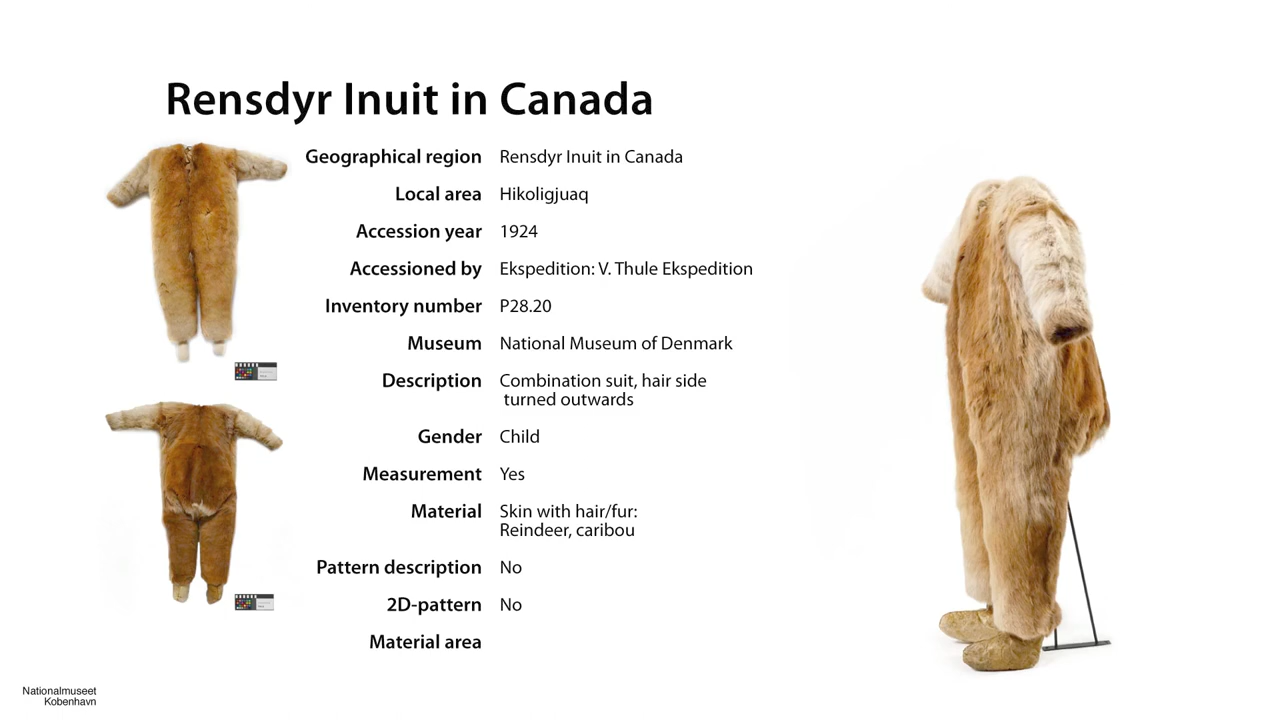 Rensdyr Inuit in Canada
Geographical region Rensdyr Inuit in Canada
Local area Hikoligjuaq
Accession year 1924
Accessioned by Ekspedition: V. Thule Ekspedition
Inventory number P28.20
Museum National Museum of Denmark
Description Combination suit, hair side
turned outwards
Gender Child
Measurement Yes
Material Skin with hair/fur:
Reindeer, caribou
Pattern description No
2D-pattern No
Material area
Nationalmuseet
Kobenhavn